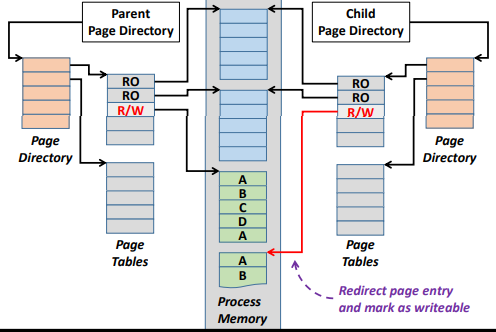 Parent
Page Directory
Child
Page Directory
RO
RO
R/W
RO
RO
R/W
Page
Directory
Page
Directory
A
B
C
D
A
A
B
Page
Tables
Page
Tables
Process
Memory
Redirect page entry
and mark as writeable